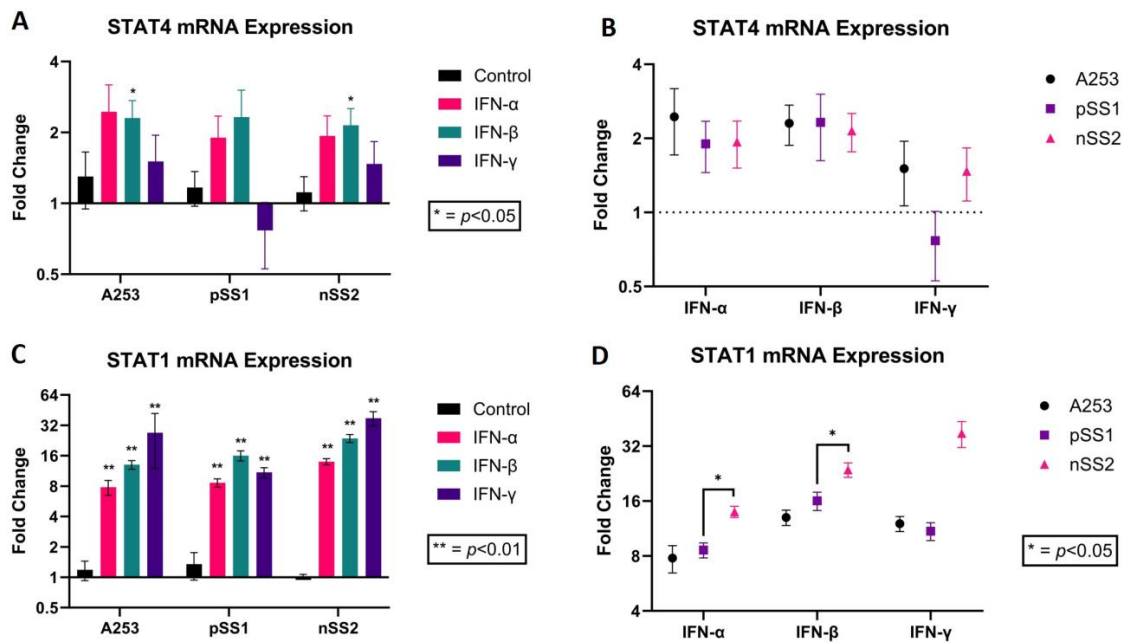 A
STAT4 mRNA Expression
Fold Change
4
2
1
0.5
*
*
A253
pSS1
nSS2
Control
IFN-α
IFN-β
IFN-γ
* = p<0.05
B
STAT4 mRNA Expression
Fold Change
4
2
1
0.5
IFN-α
IFN-β
IFN-γ
A253
pSS1
nSS2
C
STAT1 mRNA Expression
Fold Change
64
32
16
8
4
2
1
0.5
** ** **
** ** **
** ** **
A253
pSS1
nSS2
Control
IFN-α
IFN-β
IFN-γ
** = p<0.01
D
STAT1 mRNA Expression
Fold Change
64
32
16
8
4
*
*
IFN-α
IFN-β
IFN-γ
A253
pSS1
nSS2
* = p<0.05